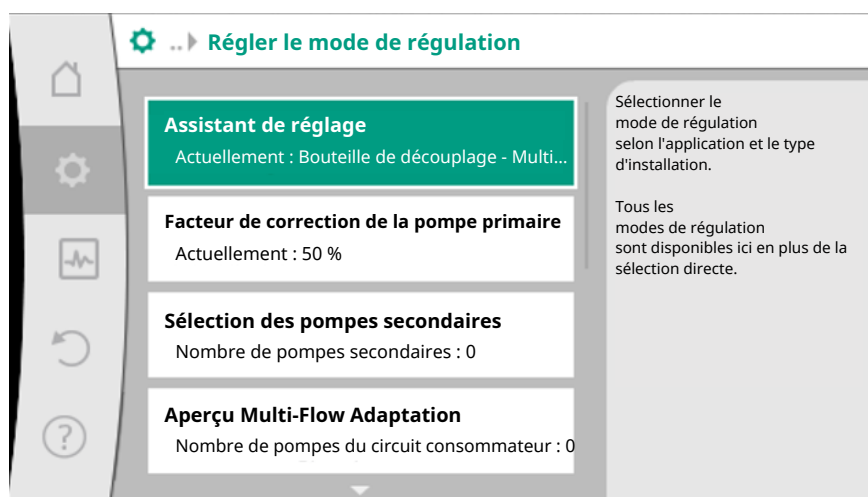 ..
Régler le mode de régulation
Assistant de réglage
Actuellement : Bouteille de découplage - Multi...
Facteur de correction de la pompe primaire
Actuellement : 50 %
Sélection des pompes secondaires
Nombre de pompes secondaires : 0
Aperçu Multi-Flow Adaptation
Nombre de pompes du circuit consommateur : 0
Sélectionner le
mode de régulation
selon l'application et le type
d'installation.
Tous les
modes de régulation
sont disponibles ici en plus de la
sélection directe.
?